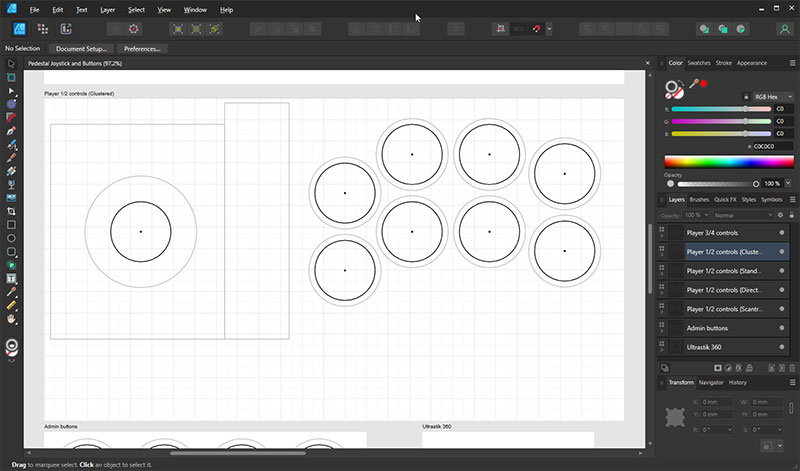 File Edit Text Layer Select View Window Help
No Selection Document Setup... Preferences...
Pedestal Joystick and Buttons (97.2%)
Player 1/2 controls (Clustered)
Admin buttons
Ultrastik 360
Color Swatches Stroke Appearance
RGB Hex
R: C0
G: C0
B: C0
# C0C0C0
Opacity
100 %
Layers Brushes Quick FX Styles Symbols
Opacity: 100 % Normal
Player 3/4 controls
Player 1/2 controls (Cluste...
Player 1/2 controls (Stand...
Player 1/2 controls (Direct...
Player 1/2 controls (Scantr...
Admin buttons
Ultrastik 360
Transform Navigator History
X: 0 mm W: 0 mm
Y: 0 mm H: 0 mm
R: 0 ° S: 0 °
Drag to marquee select. Click an object to select it.